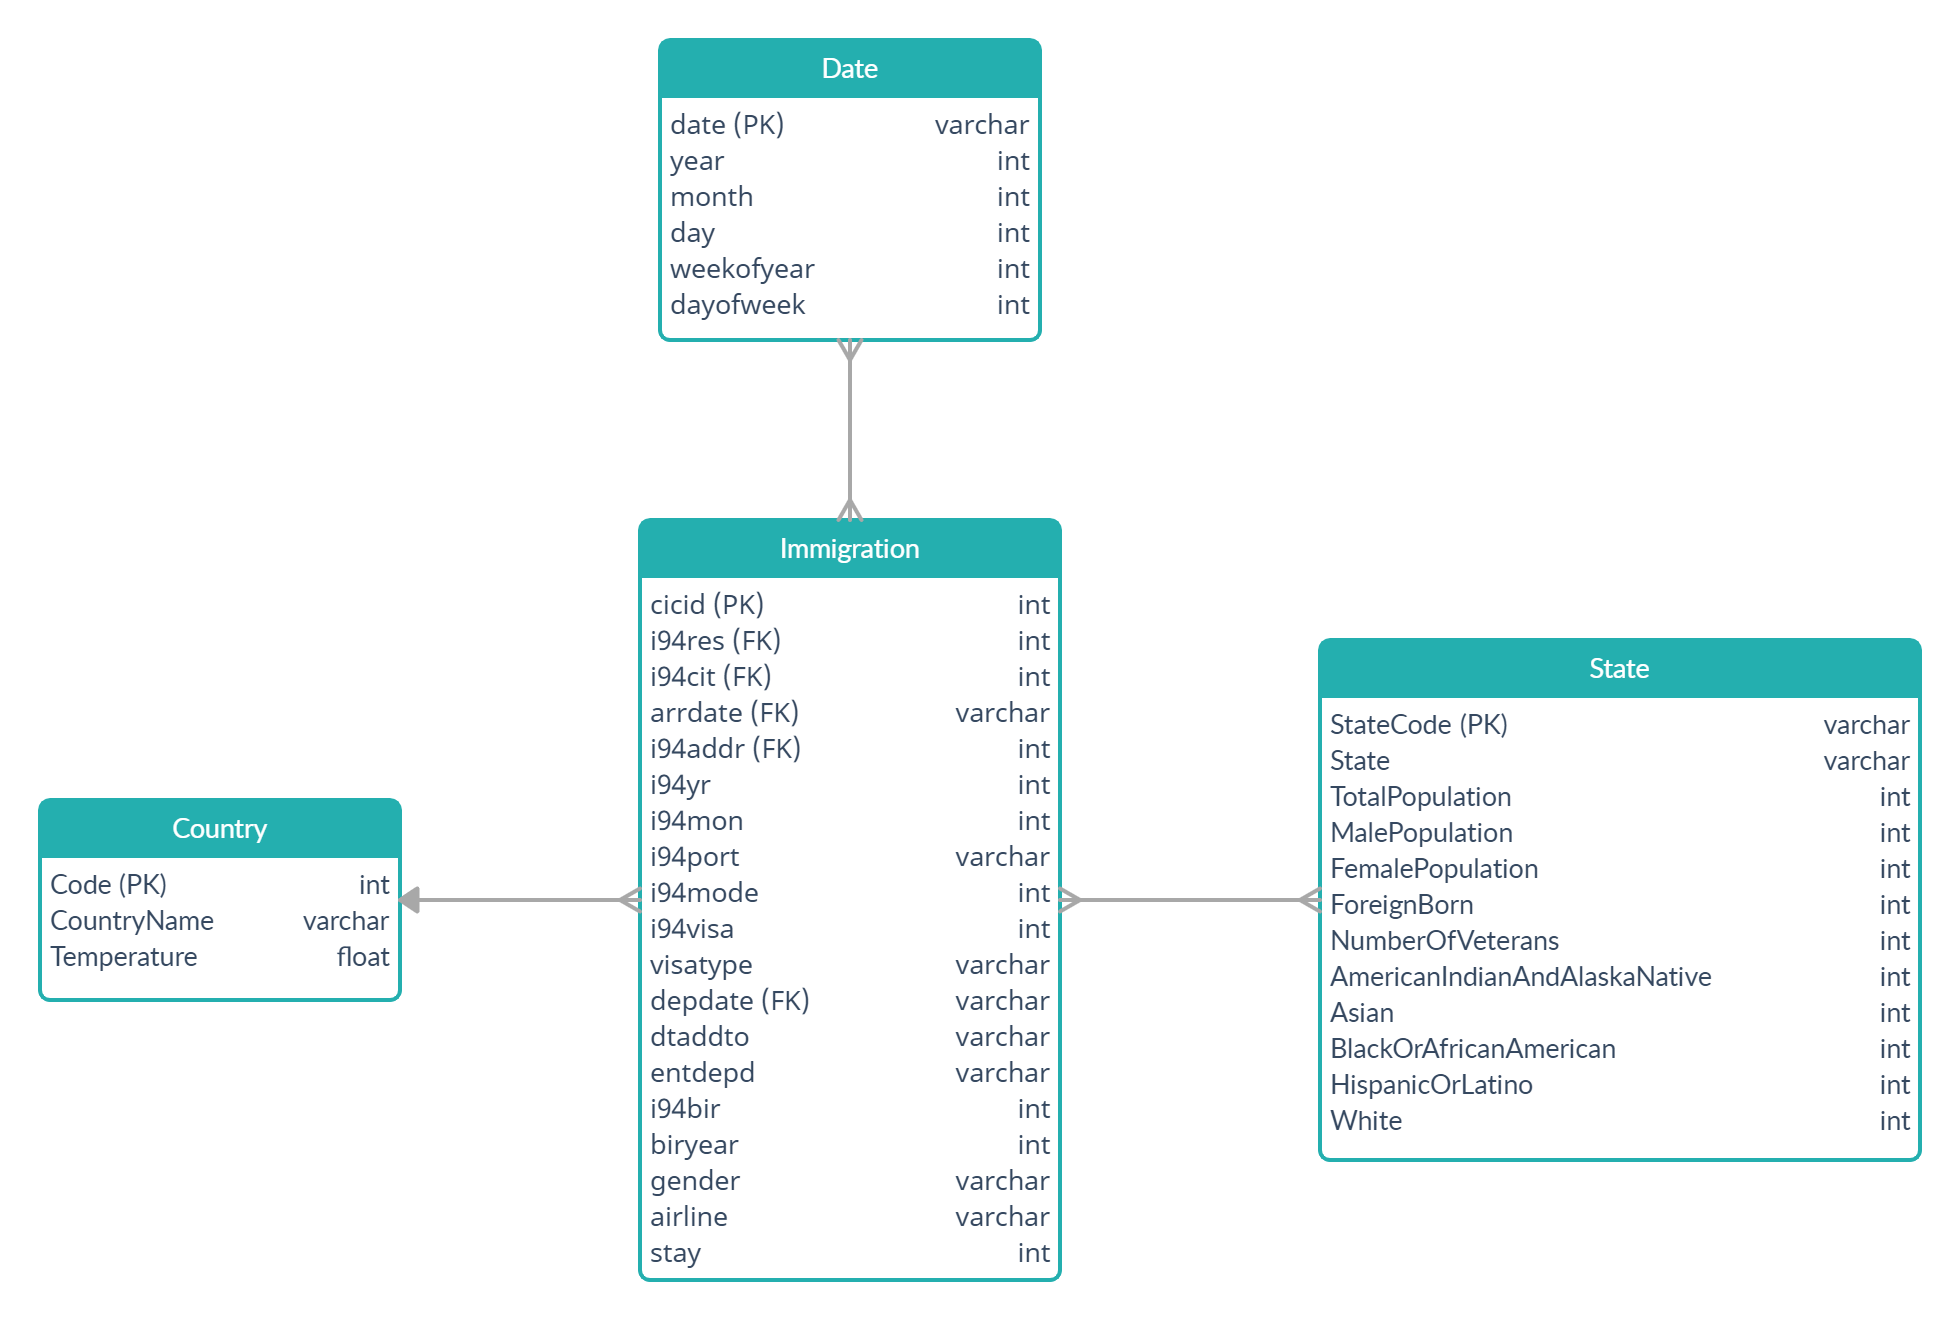 Date
date (PK) varchar
year int
month int
day int
weekofyear int
dayofweek int
Immigration
cicid (PK) int
i94res (FK) int
i94cit (FK) int
arrdate (FK) varchar
i94addr (FK) int
i94yr int
i94mon int
i94port varchar
i94mode int
i94visa int
visatype varchar
depdate (FK) varchar
dtaddto varchar
entdepd varchar
i94bir int
biryear int
gender varchar
airline varchar
stay int
State
StateCode (PK) varchar
State varchar
TotalPopulation int
MalePopulation int
FemalePopulation int
ForeignBorn int
NumberOfVeterans int
AmericanIndianAndAlaskaNative int
Asian int
BlackOrAfricanAmerican int
HispanicOrLatino int
White int
Country
Code (PK) int
CountryName varchar
Temperature float